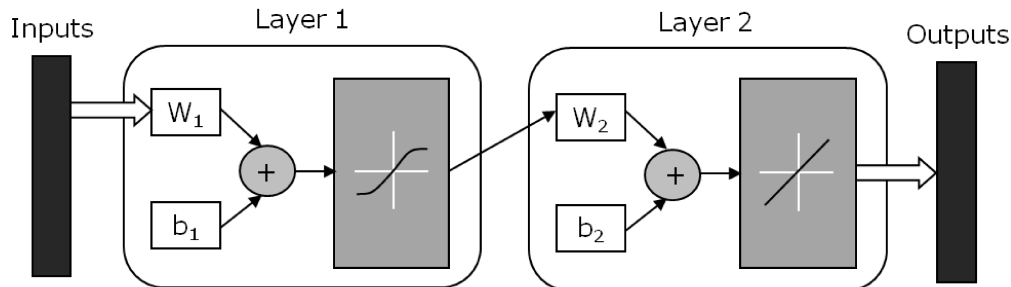 Inputs
Layer 1
Layer 2
Outputs
W₁
+
b₁
W₂
+
b₂